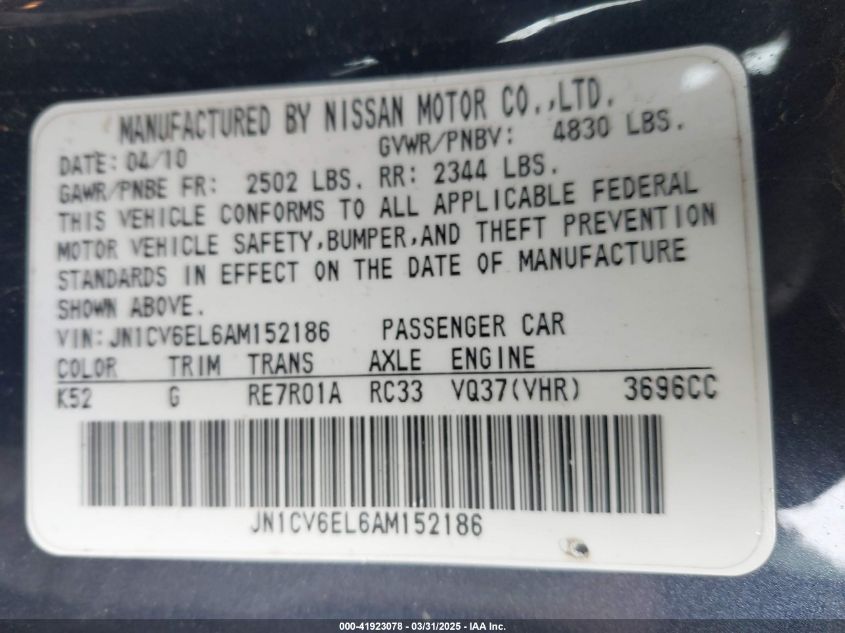 MANUFACTURED BY NISSAN MOTOR CO.,LTD.
DATE: 04/10 GVWR/PNBV: 4830 LBS.
GAWR/PNBE FR: 2502 LBS. RR: 2344 LBS.
THIS VEHICLE CONFORMS TO ALL APPLICABLE FEDERAL
MOTOR VEHICLE SAFETY,BUMPER,AND THEFT PREVENTION
STANDARDS IN EFFECT ON THE DATE OF MANUFACTURE
SHOWN ABOVE.
VIN: JN1CV6EL6AM152186 PASSENGER CAR
COLOR TRIM TRANS AXLE ENGINE
K52 G RE7R01A RC33 VQ37(VHR) 3696CC
JN1CV6EL6AM152186
000-41923078 — 03/31/2025 — IAA Inc.